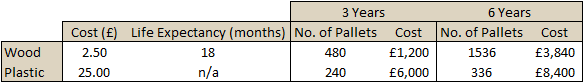 3 Years 6 Years
Cost (£) Life Expectancy (months) No. of Pallets Cost No. of Pallets Cost
Wood 2.50 18 480 £1,200 1536 £3,840
Plastic 25.00 n/a 240 £6,000 336 £8,400